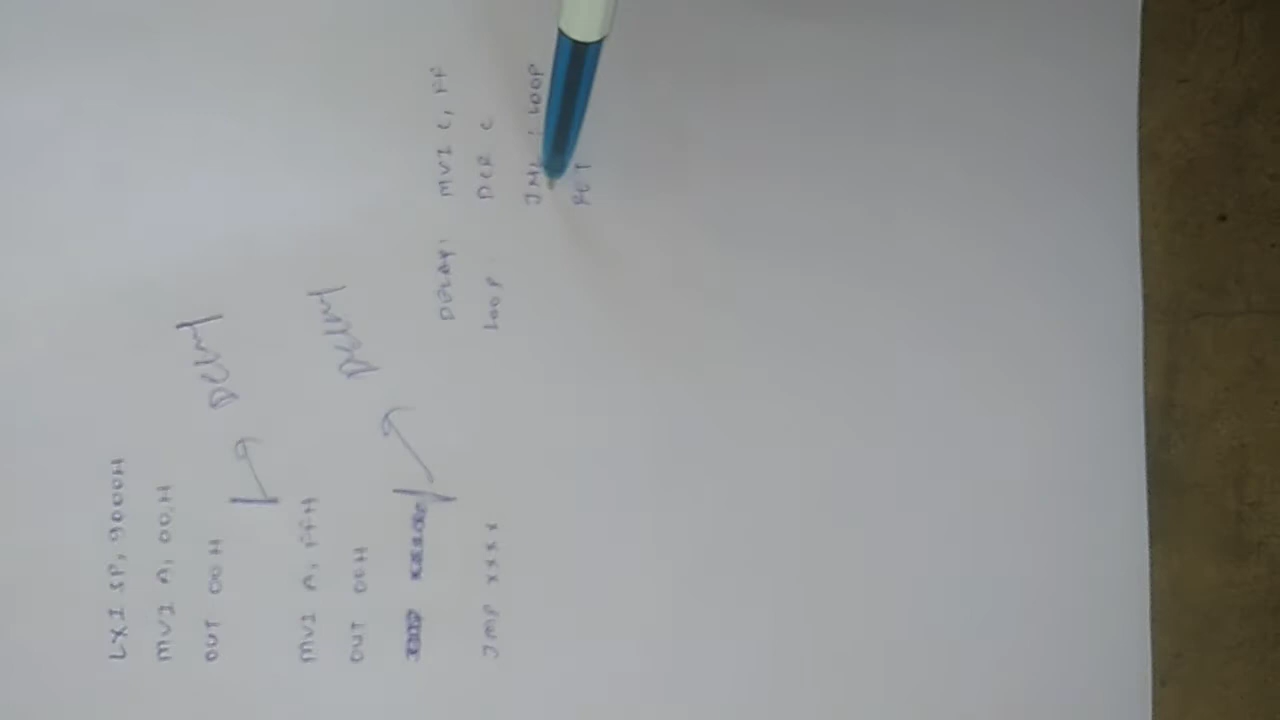 LXI SP, 9000H
MVI A, 00H
OUT 00H
Delay
MVI A, FFH
OUT 00H
Delay
JMP XXXX
DELAY: MVI C, FF
LOOP DCR C
LOOP
RET